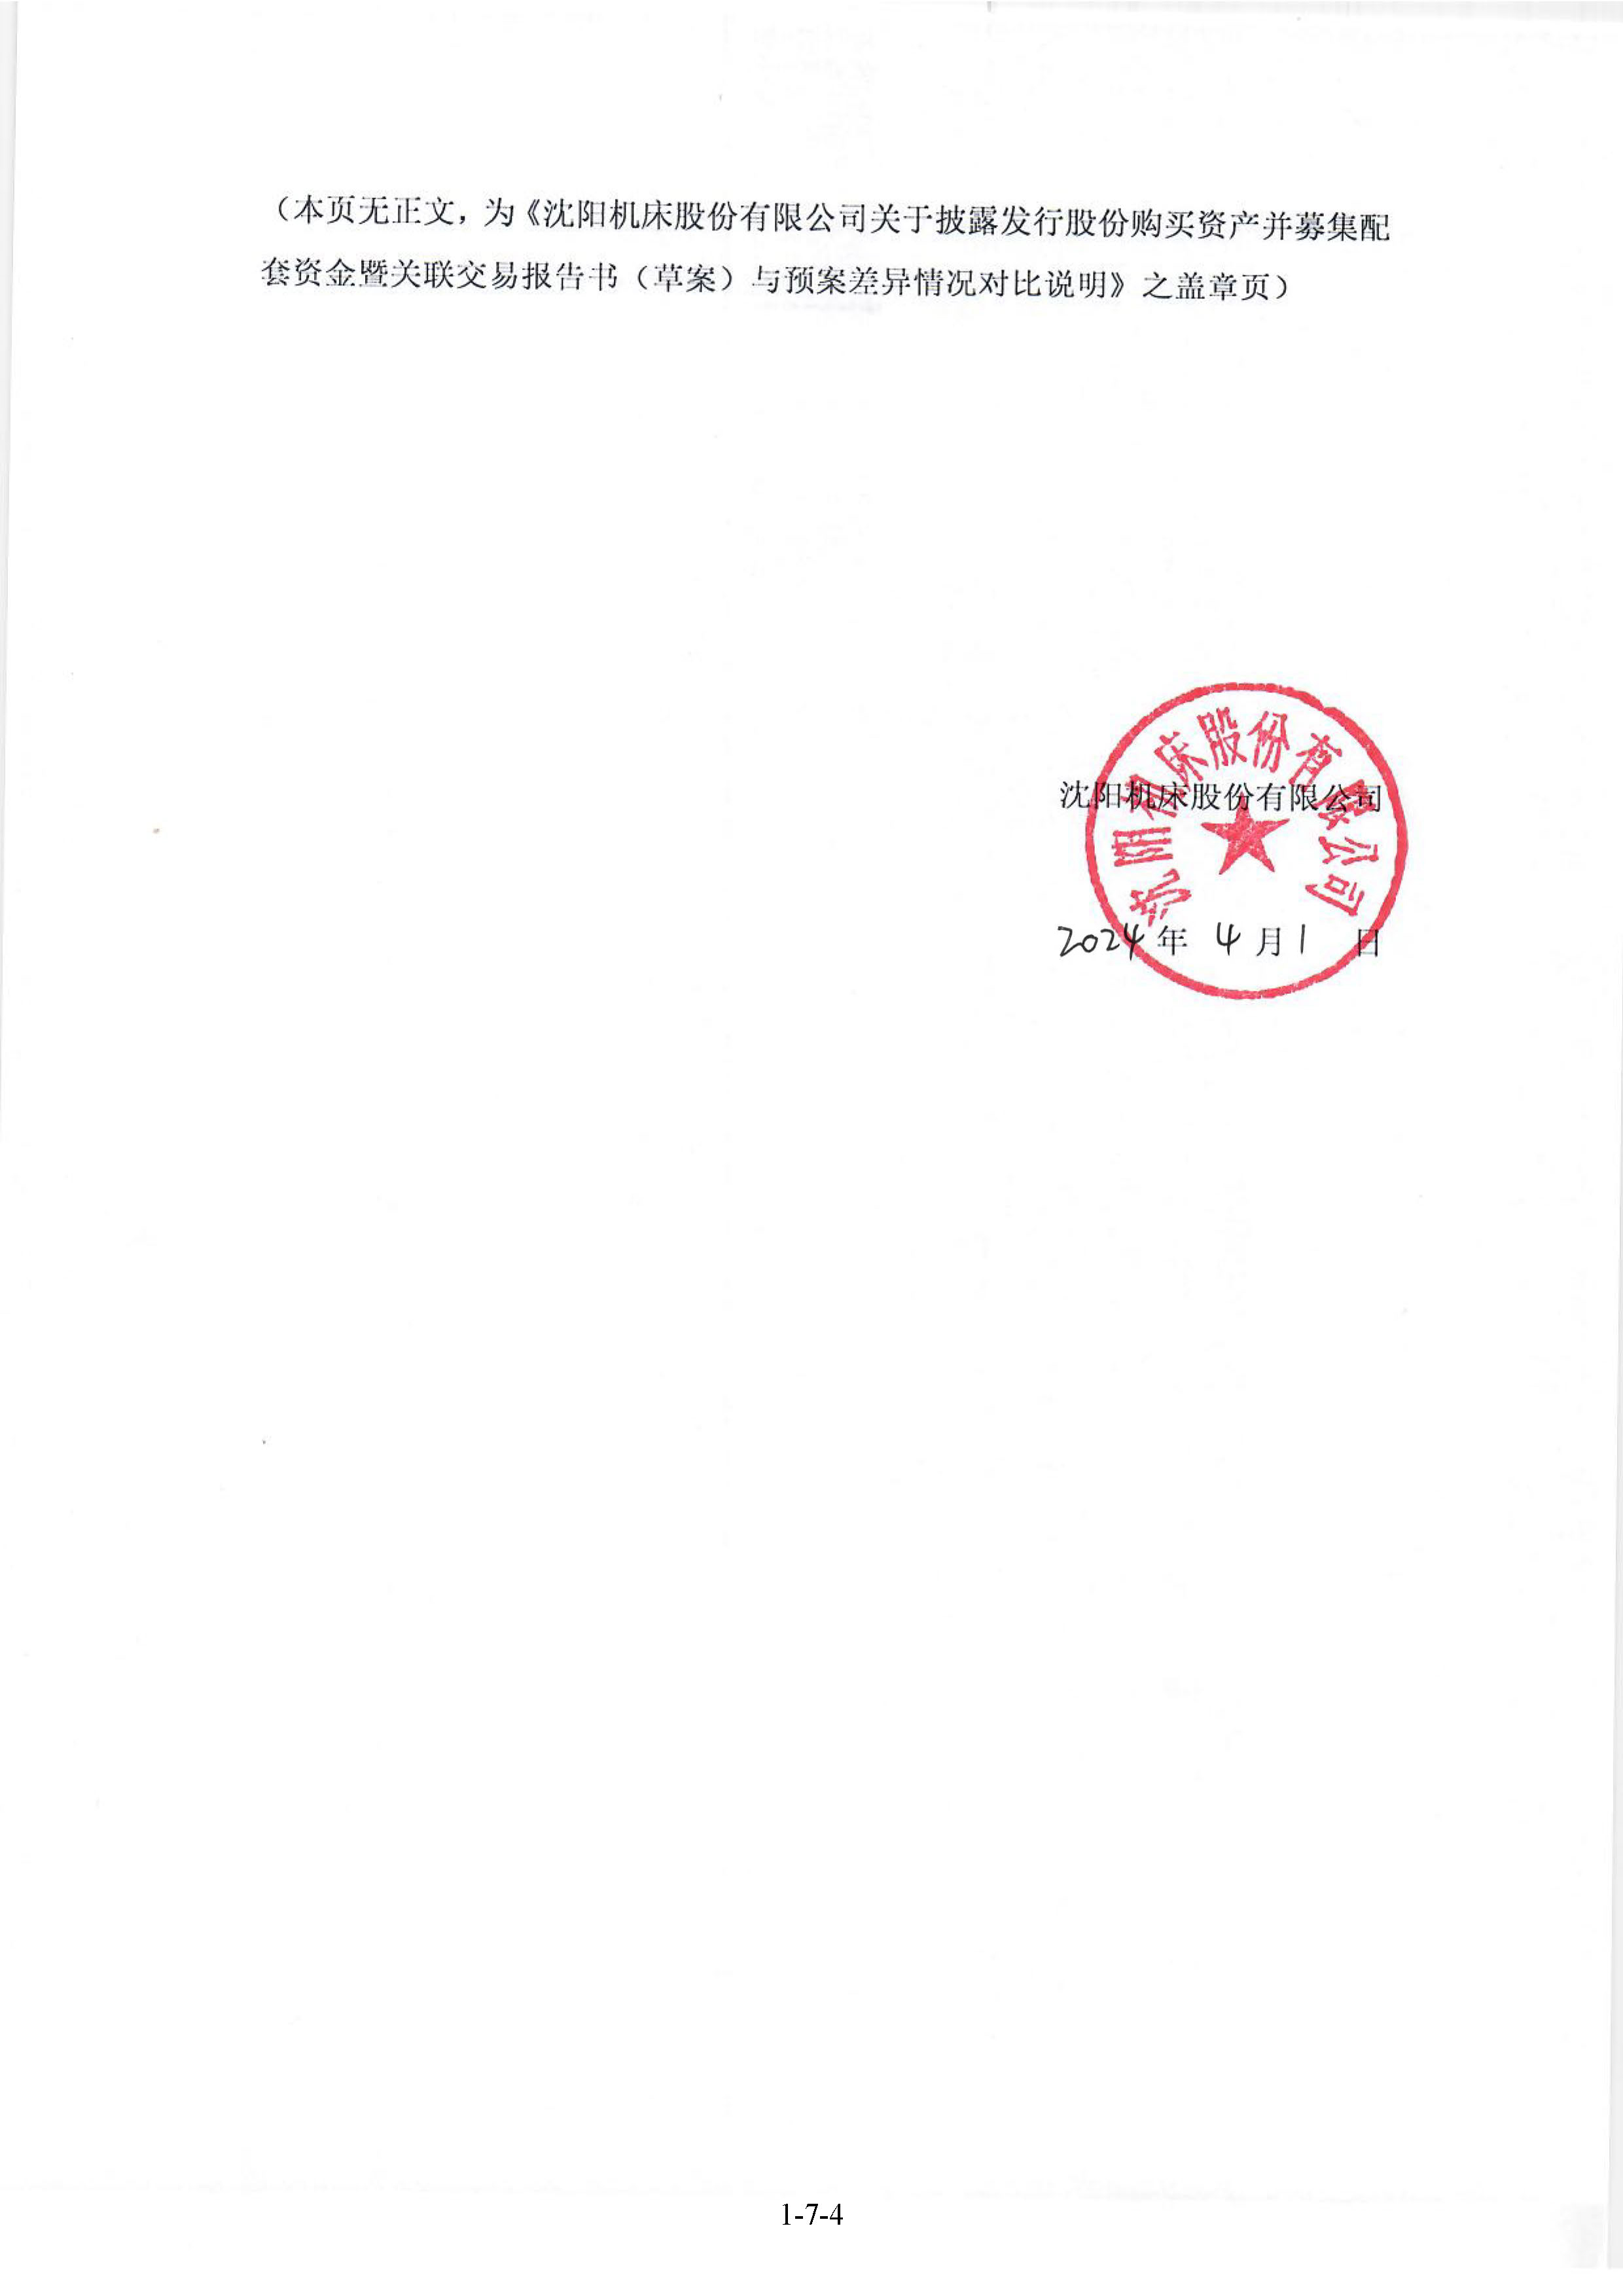 （本页无正文，为《沈阳机床股份有限公司关于披露发行股份购买资产并募集配
套资金暨关联交易报告书（草案）与预案差异情况对比说明》之盖章页）
沈阳机床股份有限公司
沈阳机床股份有限公司
2024年 4月1 日
1-7-4